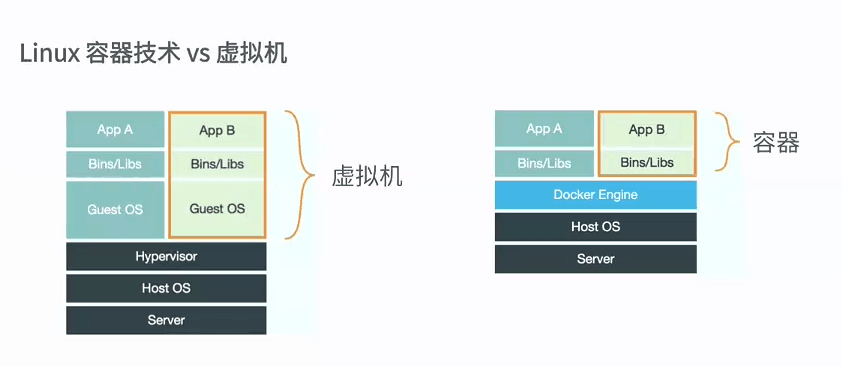 Linux 容器技术 vs 虚拟机
App A
App B
Bins/Libs
Bins/Libs
Guest OS
Guest OS
Hypervisor
Host OS
Server
虚拟机
App A
App B
Bins/Libs
Bins/Libs
Docker Engine
Host OS
Server
容器